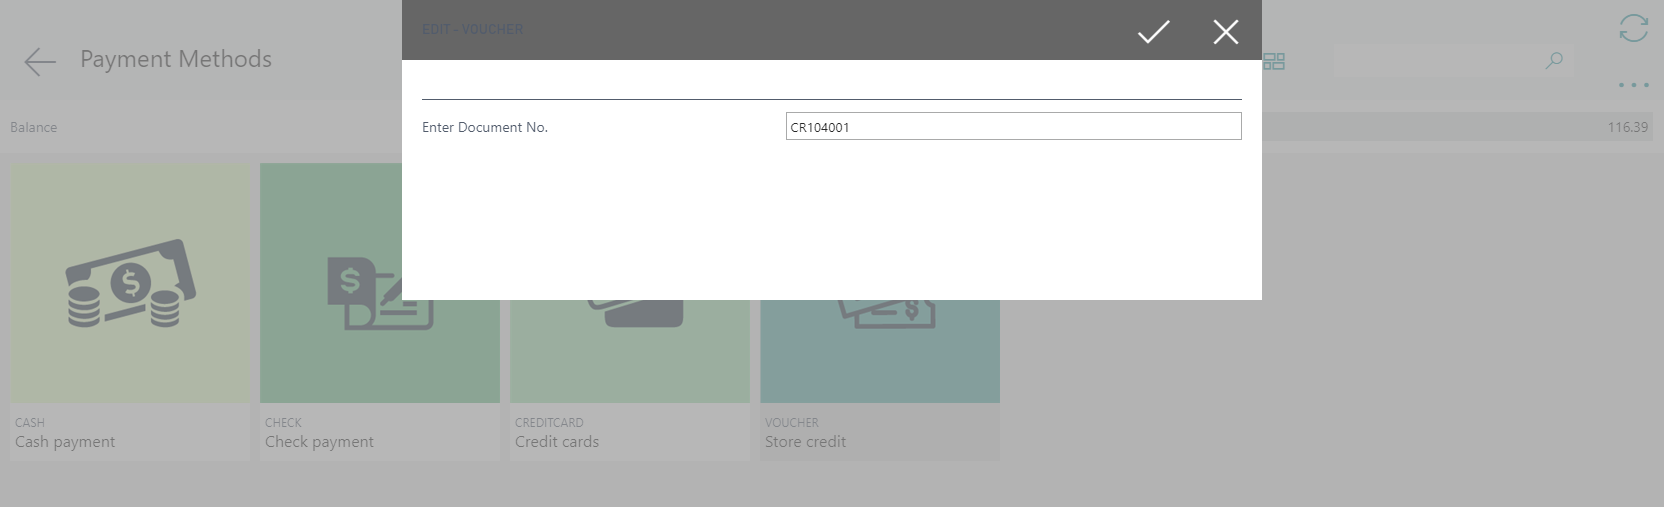 EDIT - VOUCHER
Payment Methods
Enter Document No.
CR104001
Balance
116.39
CASH
Cash payment
CHECK
Check payment
CREDITCARD
Credit cards
VOUCHER
Store credit